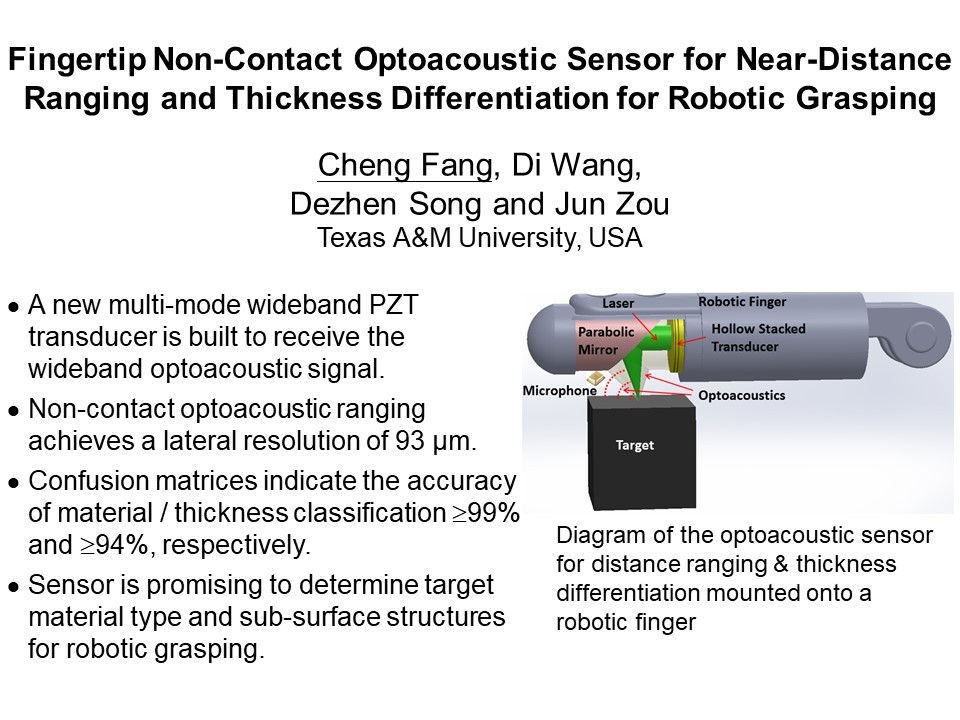 Fingertip Non-Contact Optoacoustic Sensor for Near-Distance
Ranging and Thickness Differentiation for Robotic Grasping
Cheng Fang, Di Wang,
Dezhen Song and Jun Zou
Texas A&M University, USA
• A new multi-mode wideband PZT
transducer is built to receive the
wideband optoacoustic signal.
• Non-contact optoacoustic ranging
achieves a lateral resolution of 93 μm.
• Confusion matrices indicate the accuracy
of material / thickness classification ≥99%
and ≥94%, respectively.
• Sensor is promising to determine target
material type and sub-surface structures
for robotic grasping.
Laser
Robotic Finger
Parabolic
Mirror
Hollow Stacked
Transducer
Microphone
Optoacoustics
Target
Diagram of the optoacoustic sensor
for distance ranging & thickness
differentiation mounted onto a
robotic finger